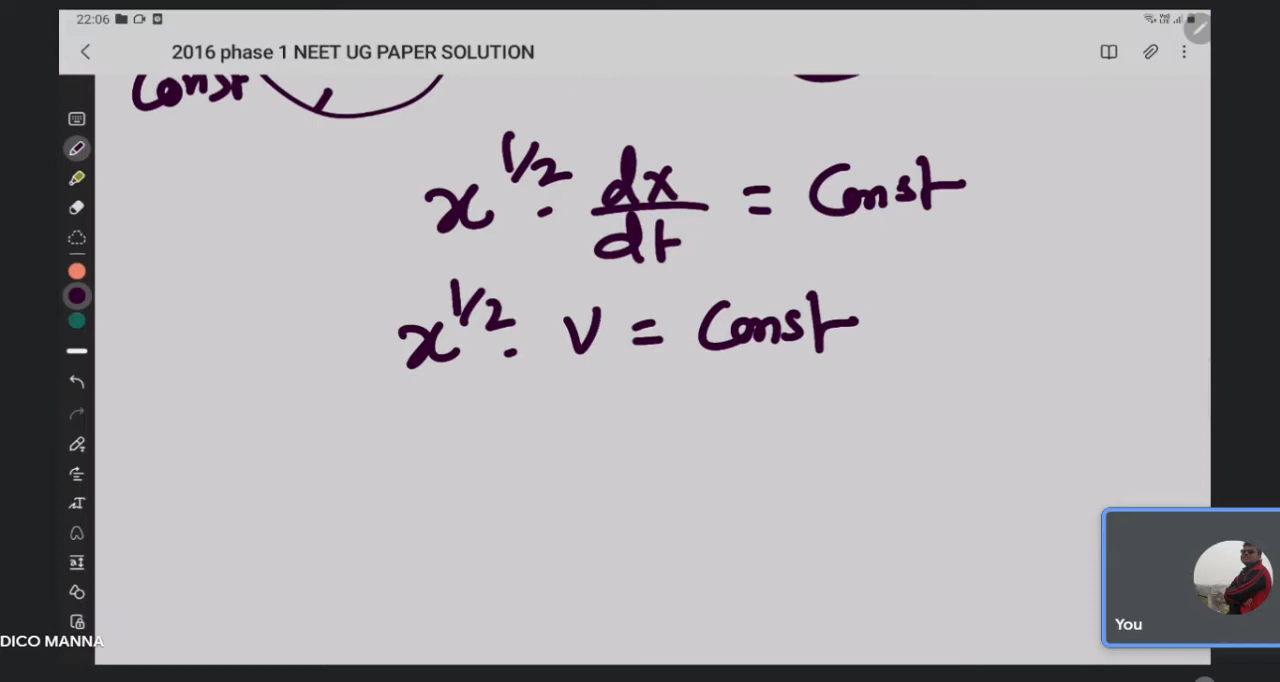 22:06
2016 phase 1 NEET UG PAPER SOLUTION
Const
x^1/2 · dx/dt = Const
x^1/2 · v = Const
You
DICO MANNA